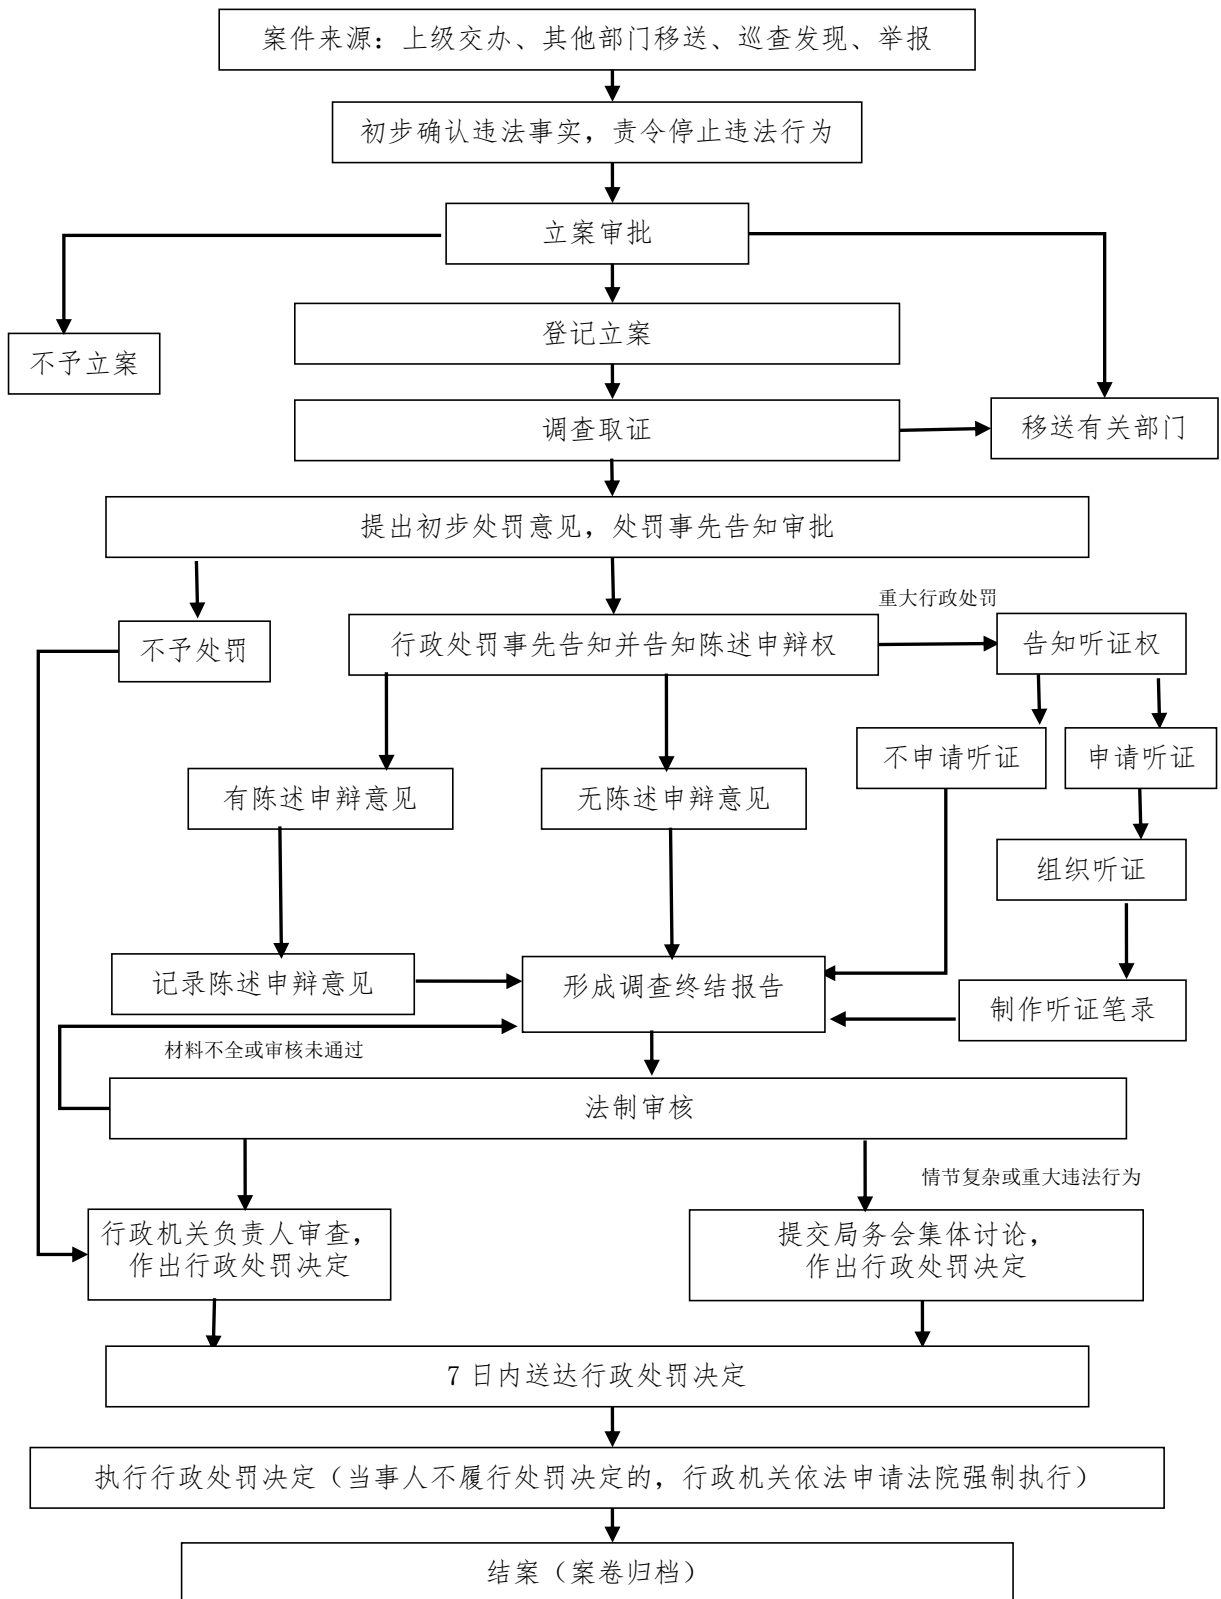 案件来源：上级交办、其他部门移送、巡查发现、举报
初步确认违法事实，责令停止违法行为
立案审批
登记立案
不予立案
调查取证
移送有关部门
提出初步处罚意见，处罚事先告知审批
重大行政处罚
不予处罚
行政处罚事先告知并告知陈述申辩权
告知听证权
不申请听证
申请听证
有陈述申辩意见
无陈述申辩意见
组织听证
记录陈述申辩意见
形成调查终结报告
制作听证笔录
材料不全或审核未通过
法制审核
情节复杂或重大违法行为
行政机关负责人审查，
作出行政处罚决定
提交局务会集体讨论，
作出行政处罚决定
7 日内送达行政处罚决定
执行行政处罚决定（当事人不履行处罚决定的，行政机关依法申请法院强制执行）
结案（案卷归档）